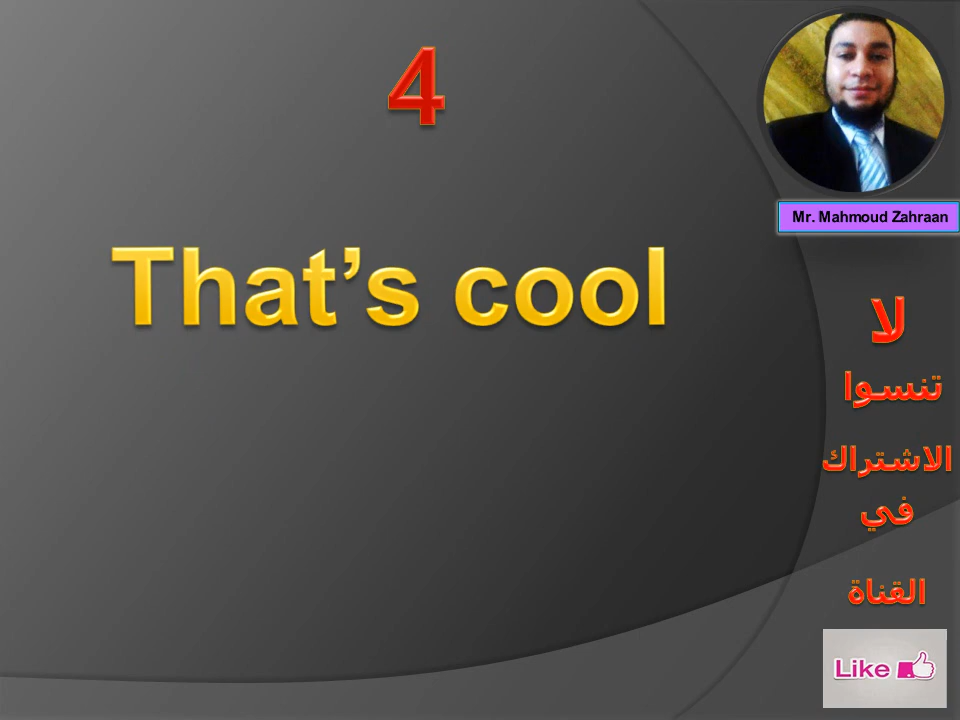 4
Mr. Mahmoud Zahraan
That’s cool
لا
تنسوا
الاشتراك
في
القناة
Like